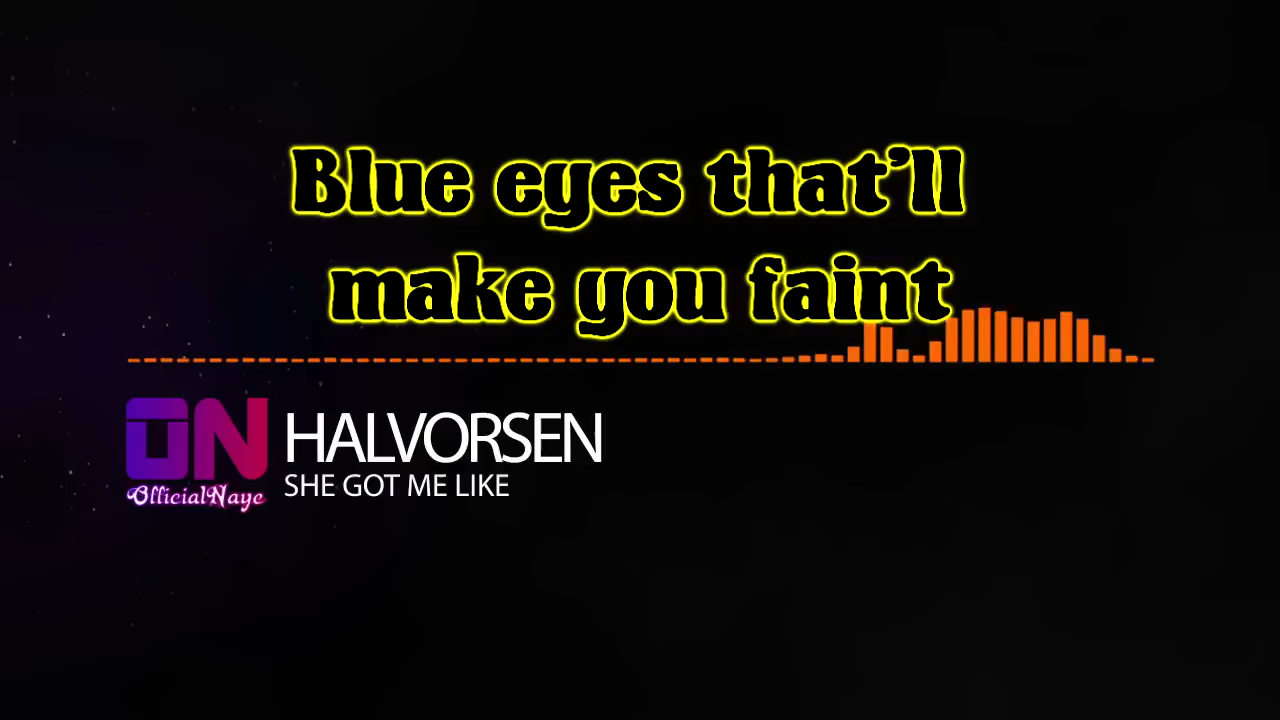 Blue eyes that'll
make you faint
ON
OfficialNaye
HALVORSEN
SHE GOT ME LIKE